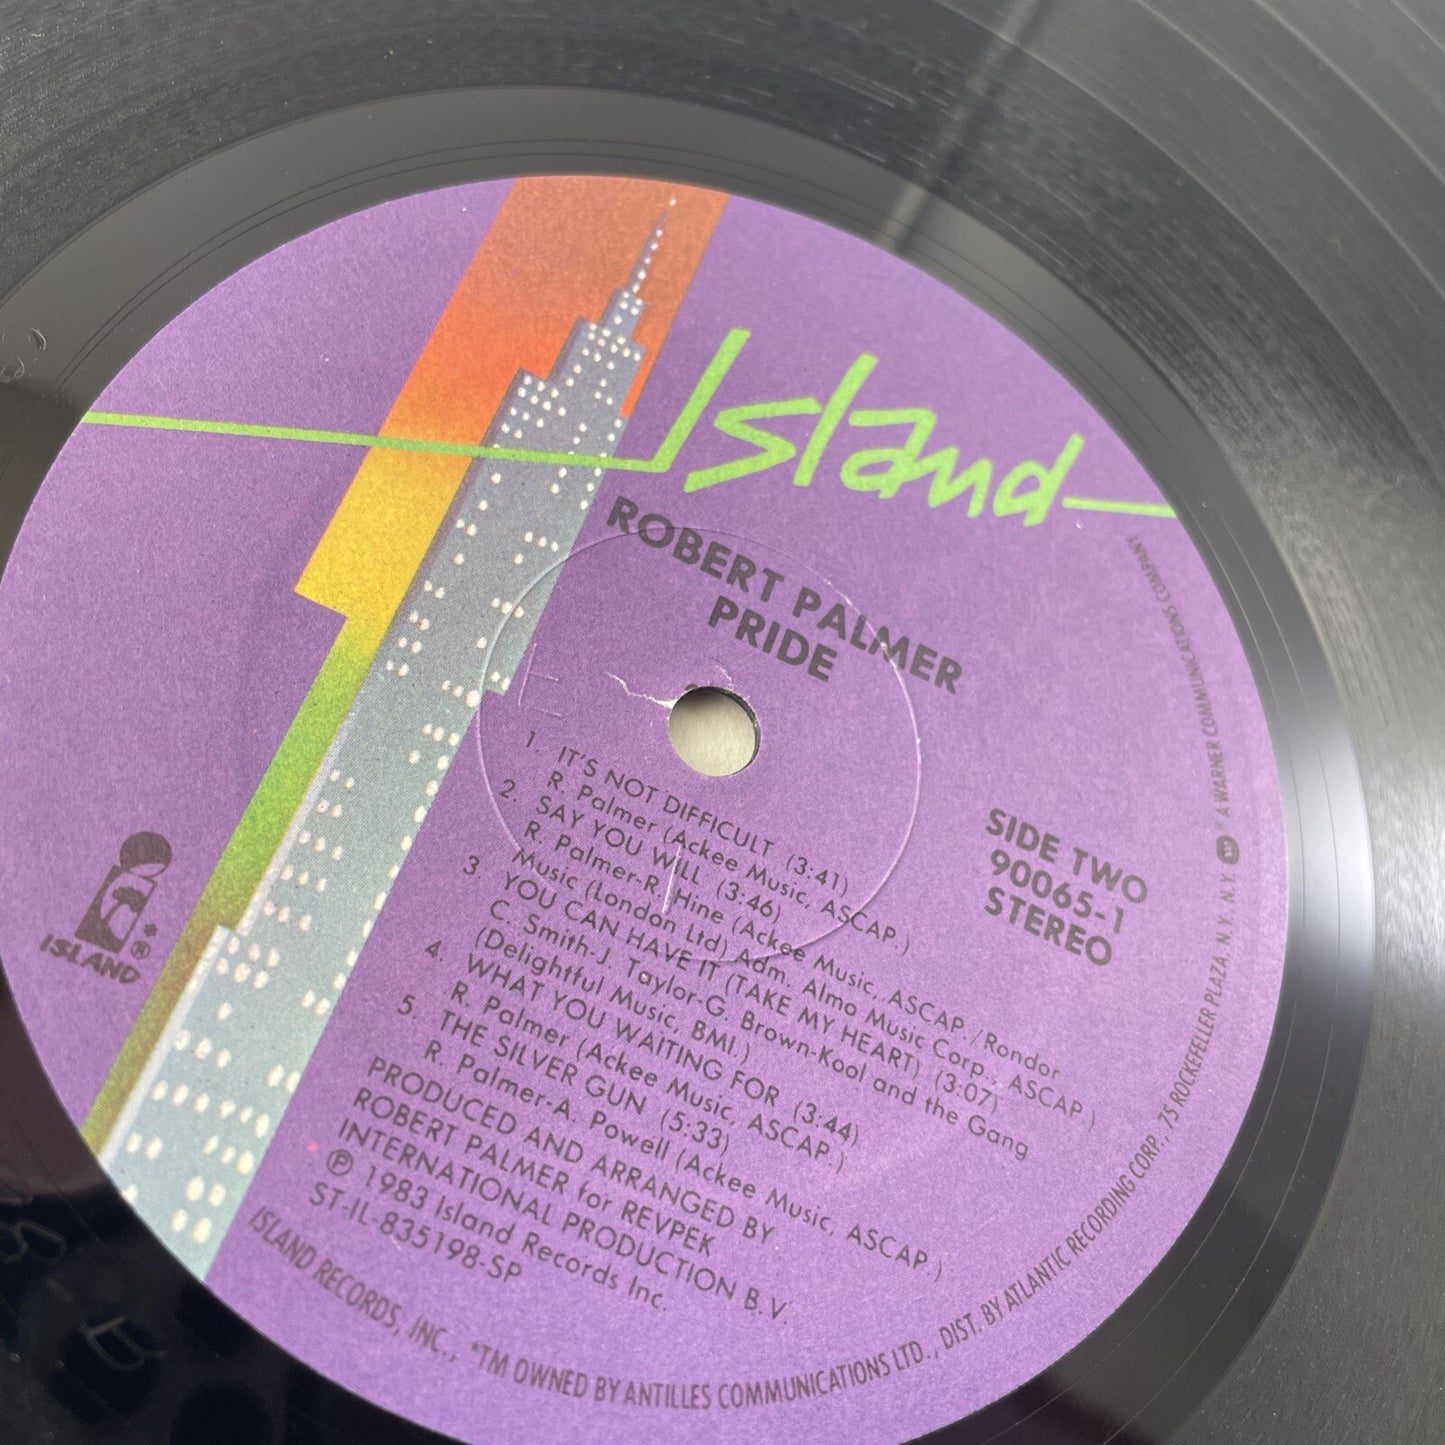 Island
ROBERT PALMER
PRIDE
SIDE TWO
90065-1
STEREO
1. IT'S NOT DIFFICULT (3:41)
R. Palmer (Ackee Music, ASCAP.)
2. SAY YOU WILL (3:46)
R. Palmer-R. Hine (Ackee Music, ASCAP./Rondor
Music (London Ltd) Adm. Almo Music Corp., ASCAP.)
3. YOU CAN HAVE IT (TAKE MY HEART) (3:07)
C. Smith-J. Taylor-G. Brown-Kool and the Gang
(Delightful Music, BMI.)
4. WHAT YOU WAITING FOR (3:44)
R. Palmer (Ackee Music, ASCAP.)
5. THE SILVER GUN (5:33)
R. Palmer-A. Powell (Ackee Music, ASCAP.)
PRODUCED AND ARRANGED BY
ROBERT PALMER for REVPEK
INTERNATIONAL PRODUCTION B.V.
℗ 1983 Island Records Inc.
ST-IL-835198-SP
ISLAND®*
ISLAND RECORDS, INC., *TM OWNED BY ANTILLES COMMUNICATIONS LTD., DIST. BY ATLANTIC RECORDING CORP., 75 ROCKEFELLER PLAZA, N.Y. N.Y. A WARNER COMMUNICATIONS COMPANY